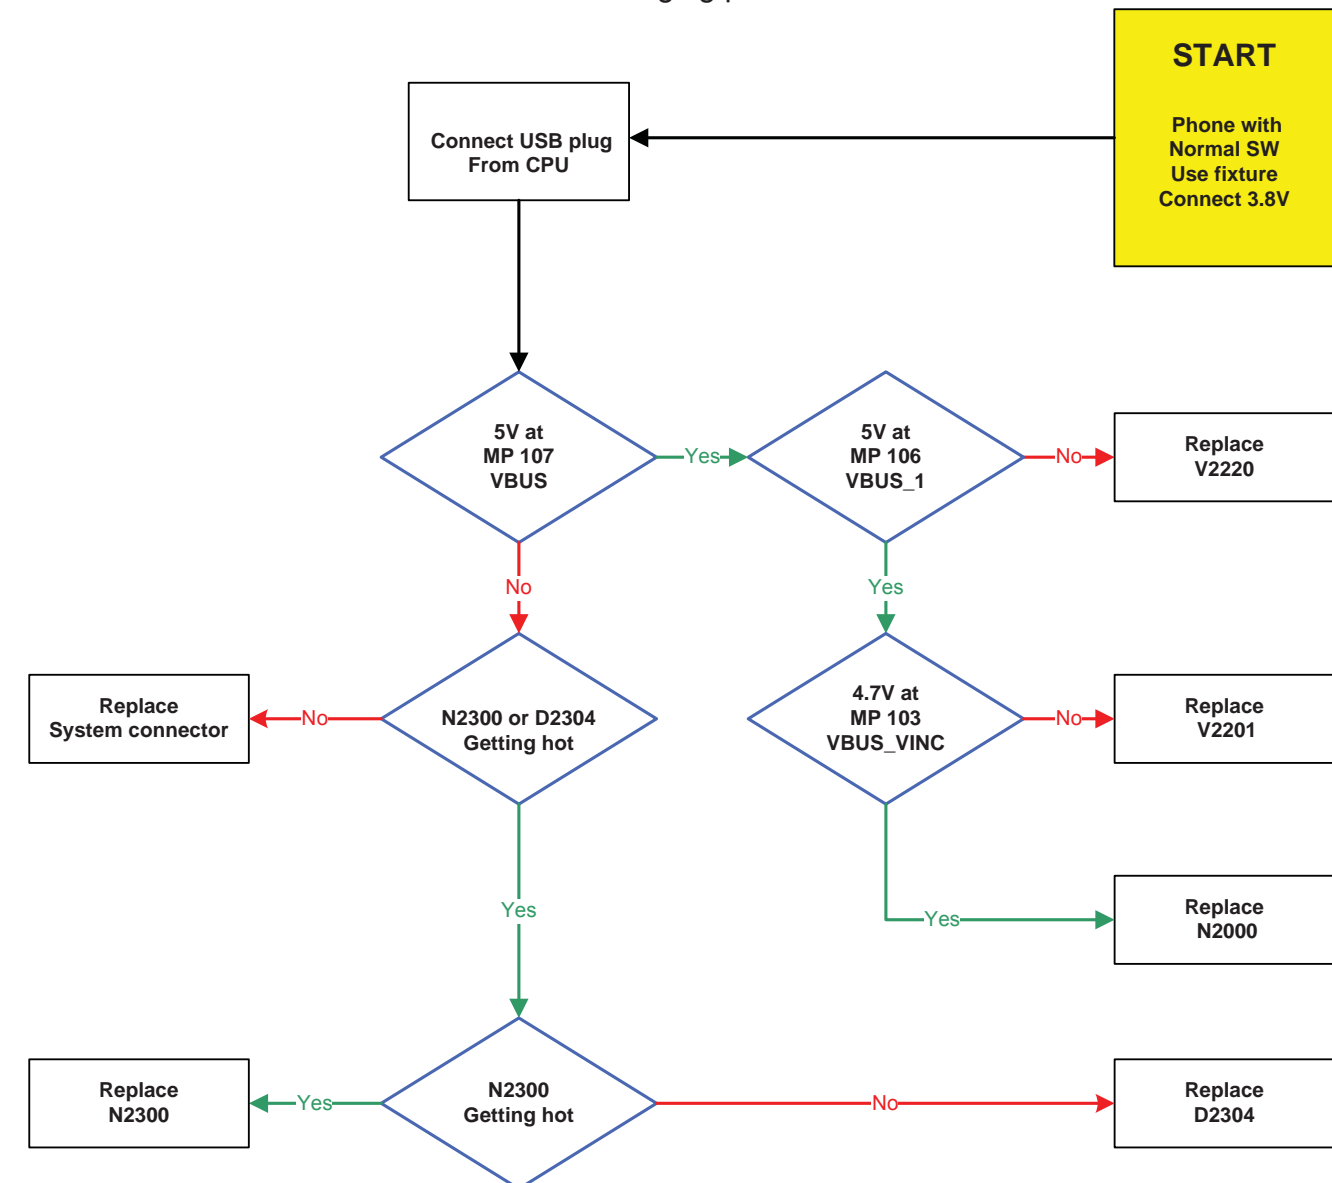 START
Phone with
Normal SW
Use fixture
Connect 3.8V
Connect USB plug
From CPU
5V at
MP 107
VBUS
Yes
5V at
MP 106
VBUS_1
No
Replace
V2220
No
Yes
Replace
System connector
No
N2300 or D2304
Getting hot
4.7V at
MP 103
VBUS_VINC
No
Replace
V2201
Yes
Yes
Replace
N2000
Replace
N2300
Yes
N2300
Getting hot
No
Replace
D2304